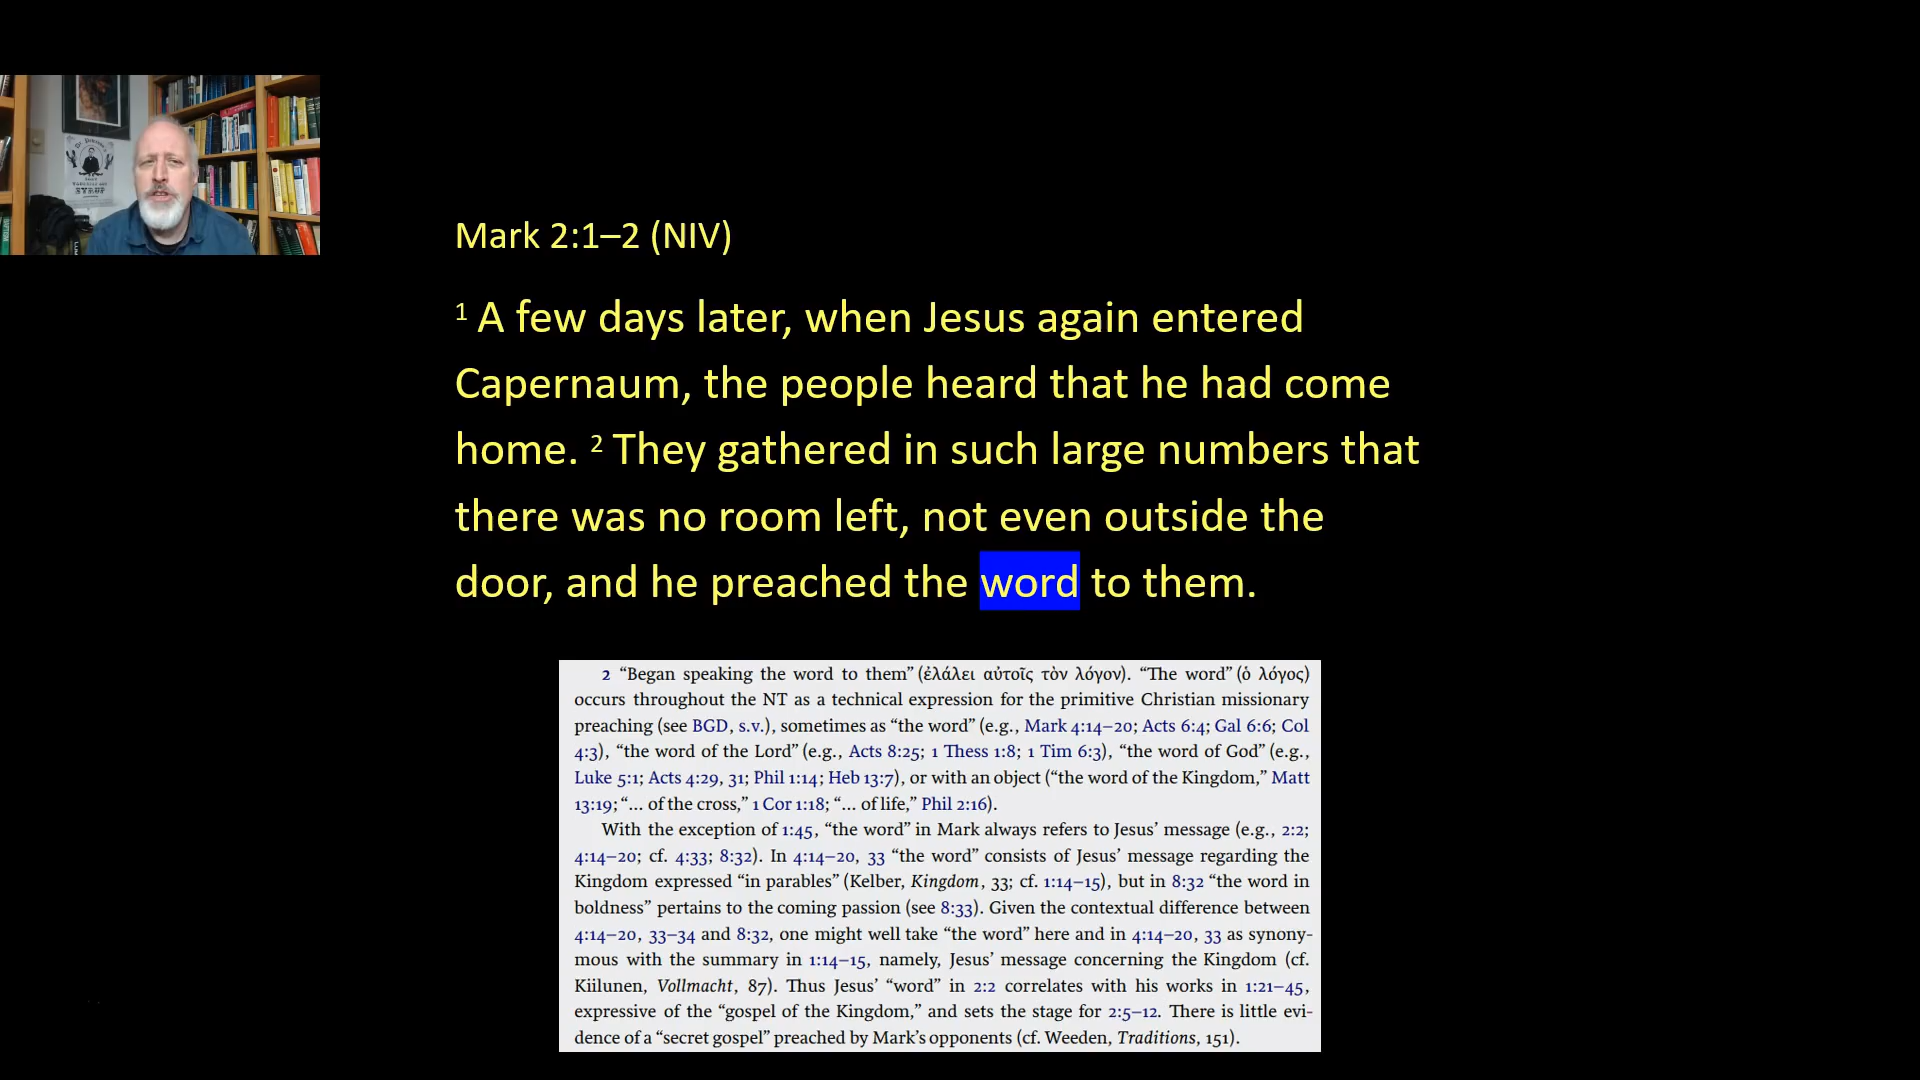 Mark 2:1–2 (NIV)
1 A few days later, when Jesus again entered
Capernaum, the people heard that he had come
home. 2 They gathered in such large numbers that
there was no room left, not even outside the
door, and he preached the word to them.
2 “Began speaking the word to them” (ἐλάλει αὐτοῖς τὸν λόγον). “The word” (ὁ λόγος)
occurs throughout the NT as a technical expression for the primitive Christian missionary
preaching (see BGD, s.v.), sometimes as “the word” (e.g., Mark 4:14–20; Acts 6:4; Gal 6:6; Col
4:3), “the word of the Lord” (e.g., Acts 8:25; 1 Thess 1:8; 1 Tim 6:3), “the word of God” (e.g.,
Luke 5:1; Acts 4:29, 31; Phil 1:14; Heb 13:7), or with an object (“the word of the Kingdom,” Matt
13:19; “… of the cross,” 1 Cor 1:18; “… of life,” Phil 2:16).
With the exception of 1:45, “the word” in Mark always refers to Jesus’ message (e.g., 2:2;
4:14–20; cf. 4:33; 8:32). In 4:14–20, 33 “the word” consists of Jesus’ message regarding the
Kingdom expressed “in parables” (Kelber, Kingdom, 33; cf. 1:14–15), but in 8:32 “the word in
boldness” pertains to the coming passion (see 8:33). Given the contextual difference between
4:14–20, 33–34 and 8:32, one might well take “the word” here and in 4:14–20, 33 as synony-
mous with the summary in 1:14–15, namely, Jesus’ message concerning the Kingdom (cf.
Kiilunen, Vollmacht, 87). Thus Jesus’ “word” in 2:2 correlates with his works in 1:21–45,
expressive of the “gospel of the Kingdom,” and sets the stage for 2:5–12. There is little evi-
dence of a “secret gospel” preached by Mark’s opponents (cf. Weeden, Traditions, 151).
SYRUP